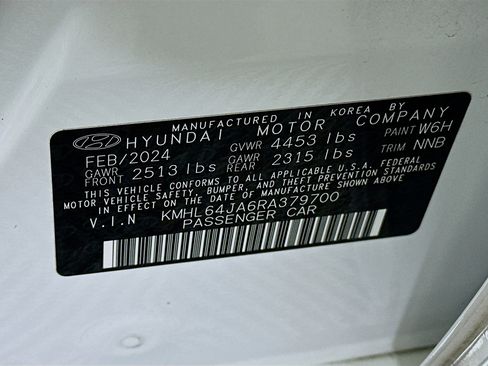 MANUFACTURED IN KOREA BY
HYUNDAI MOTOR COMPANY
FEB/2024 GVWR 4453 lbs PAINT W6H
GAWR FRONT 2513 lbs GAWR REAR 2315 lbs TRIM NNB
THIS VEHICLE CONFORMS TO ALL APPLICABLE U.S.A. FEDERAL
MOTOR VEHICLE SAFETY, BUMPER, AND THEFT PREVENTION STANDARDS
IN EFFECT ON THE DATE OF MANUFACTURE SHOWN ABOVE
V.I.N KMHL64JA6RA379700
PASSENGER CAR